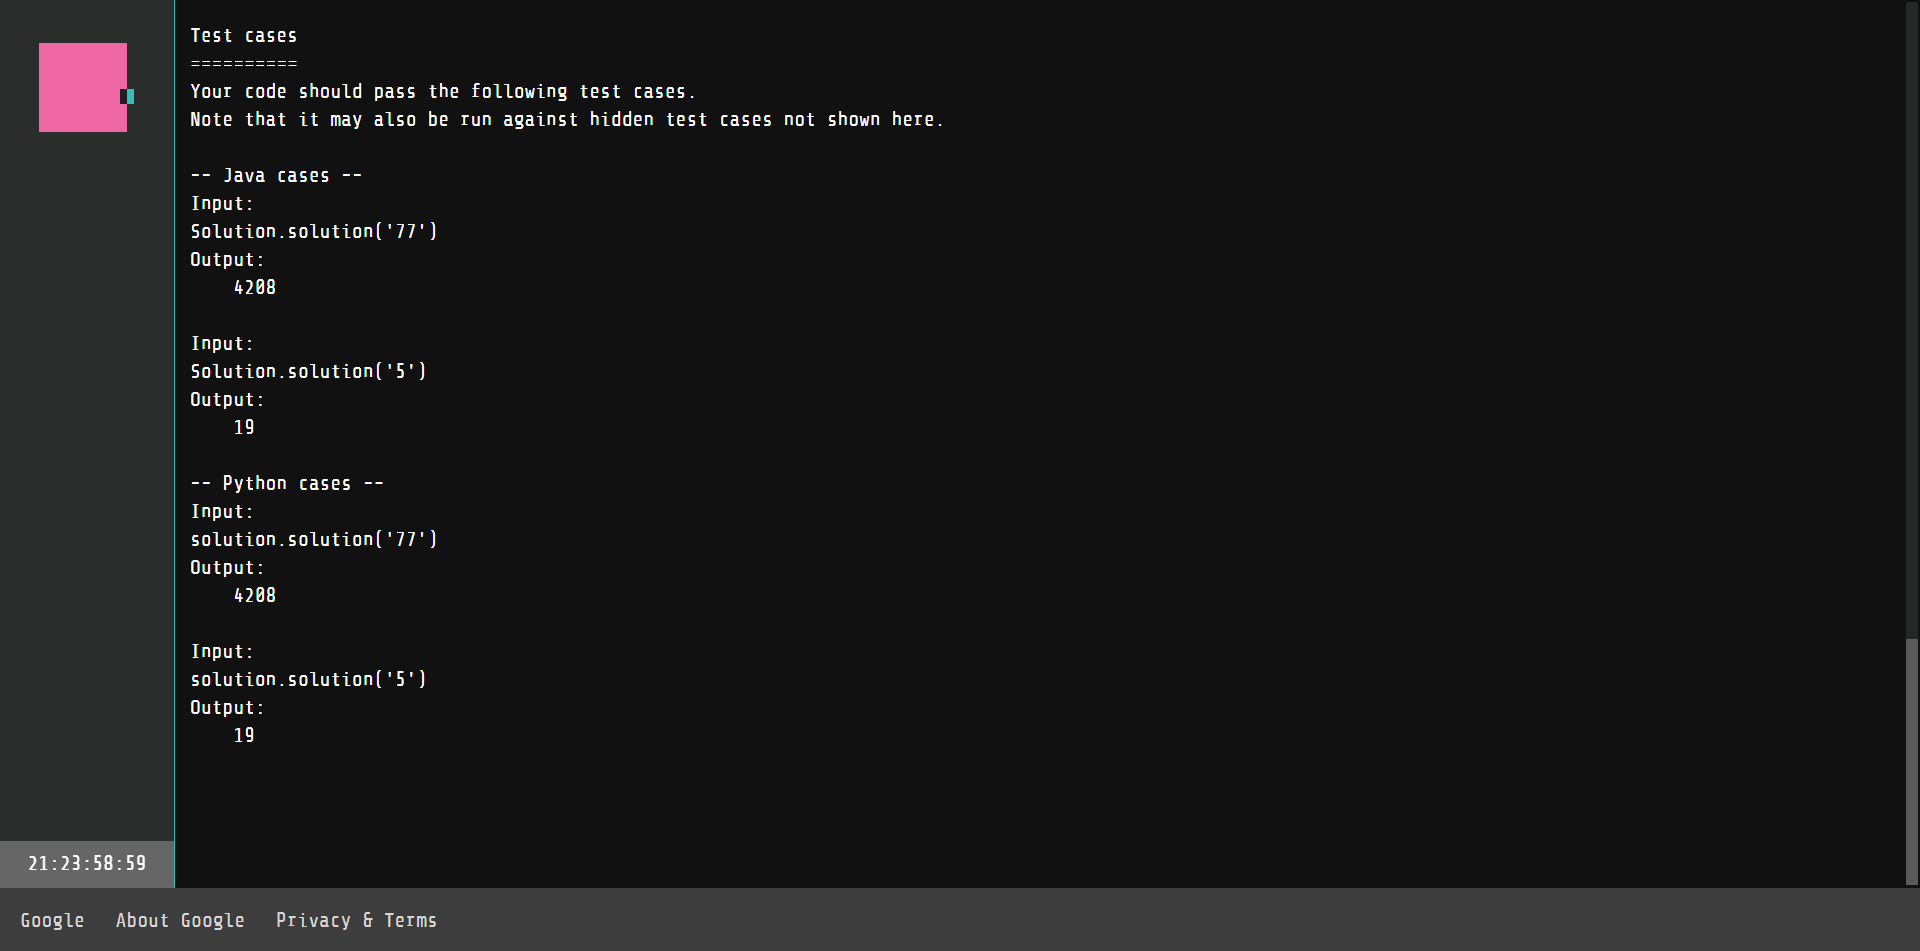 Test cases
==========
Your code should pass the following test cases.
Note that it may also be run against hidden test cases not shown here.
-- Java cases --
Input:
Solution.solution('77')
Output:
4208
Input:
Solution.solution('5')
Output:
19
-- Python cases --
Input:
solution.solution('77')
Output:
4208
Input:
solution.solution('5')
Output:
19
21:23:58:59
Google About Google Privacy & Terms